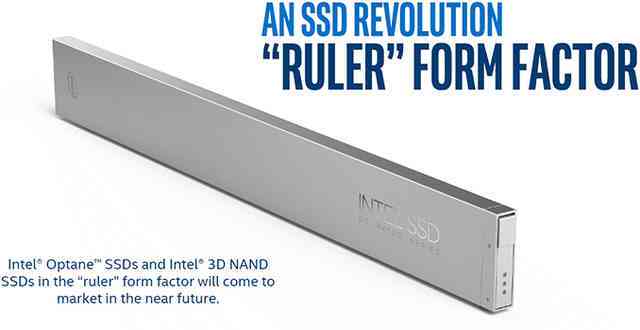 AN SSD REVOLUTION
“RULER” FORM FACTOR
INTEL SSD
Intel® Optane™ SSDs and Intel® 3D NAND
SSDs in the “ruler” form factor will come to
market in the near future.